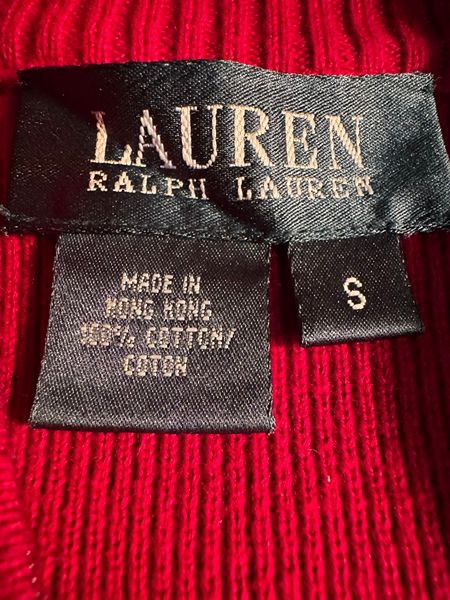 LAUREN
RALPH LAUREN
MADE IN
HONG KONG
100% COTTON/
COTON
S